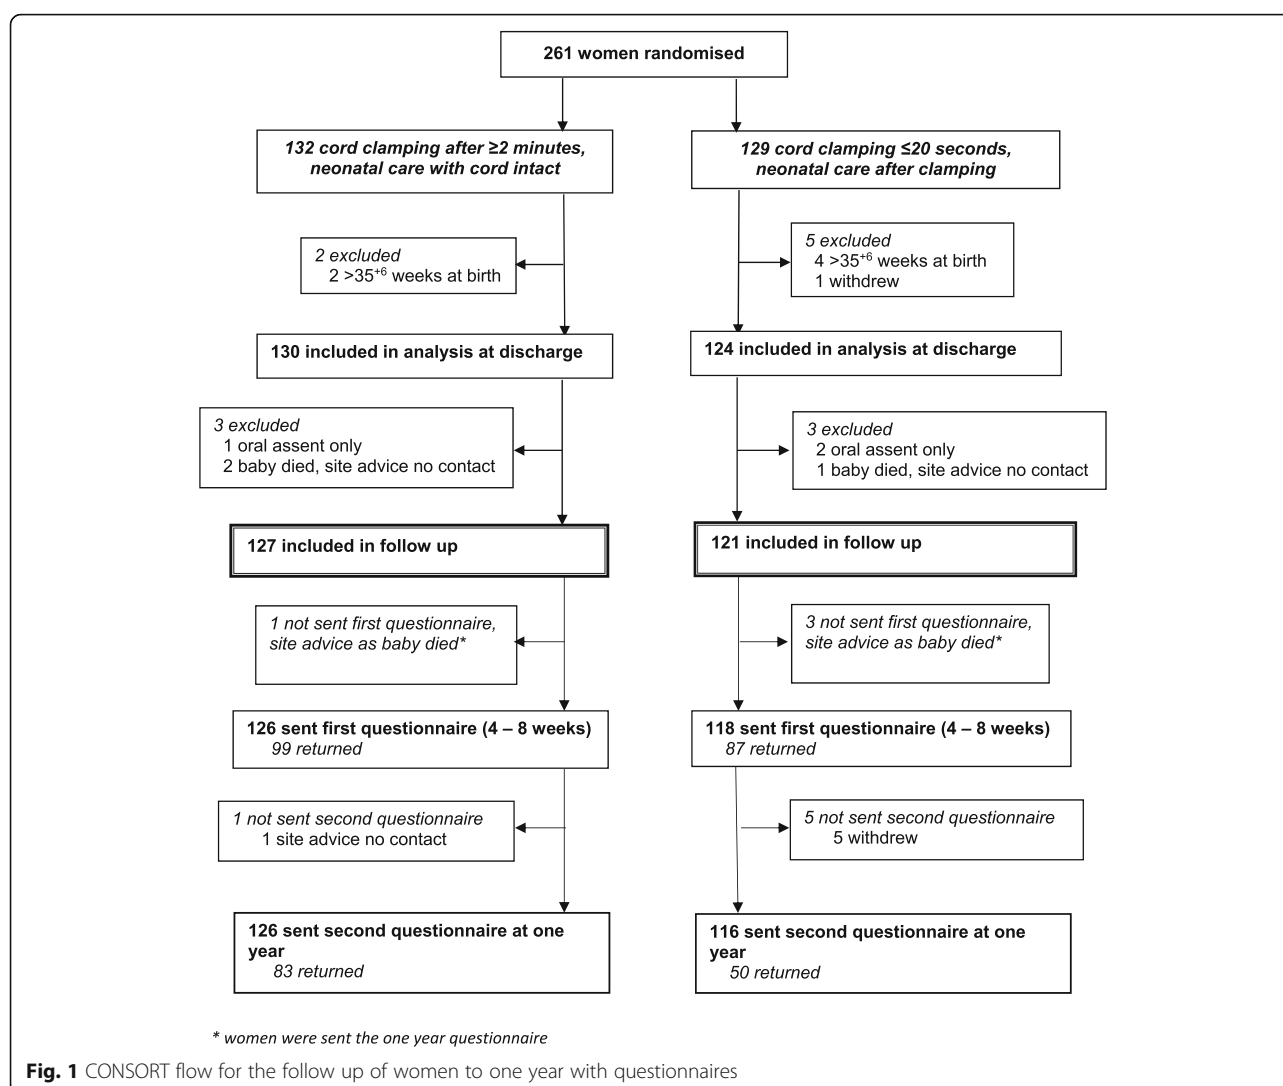 261 women randomised
132 cord clamping after ≥2 minutes,
neonatal care with cord intact
129 cord clamping ≤20 seconds,
neonatal care after clamping
2 excluded
2 >35+6 weeks at birth
5 excluded
4 >35+6 weeks at birth
1 withdrew
130 included in analysis at discharge
124 included in analysis at discharge
3 excluded
1 oral assent only
2 baby died, site advice no contact
3 excluded
2 oral assent only
1 baby died, site advice no contact
127 included in follow up
121 included in follow up
1 not sent first questionnaire,
site advice as baby died*
3 not sent first questionnaire,
site advice as baby died*
126 sent first questionnaire (4 – 8 weeks)
99 returned
118 sent first questionnaire (4 – 8 weeks)
87 returned
1 not sent second questionnaire
1 site advice no contact
5 not sent second questionnaire
5 withdrew
126 sent second questionnaire at one
year
83 returned
116 sent second questionnaire at one
year
50 returned
* women were sent the one year questionnaire
Fig. 1 CONSORT flow for the follow up of women to one year with questionnaires